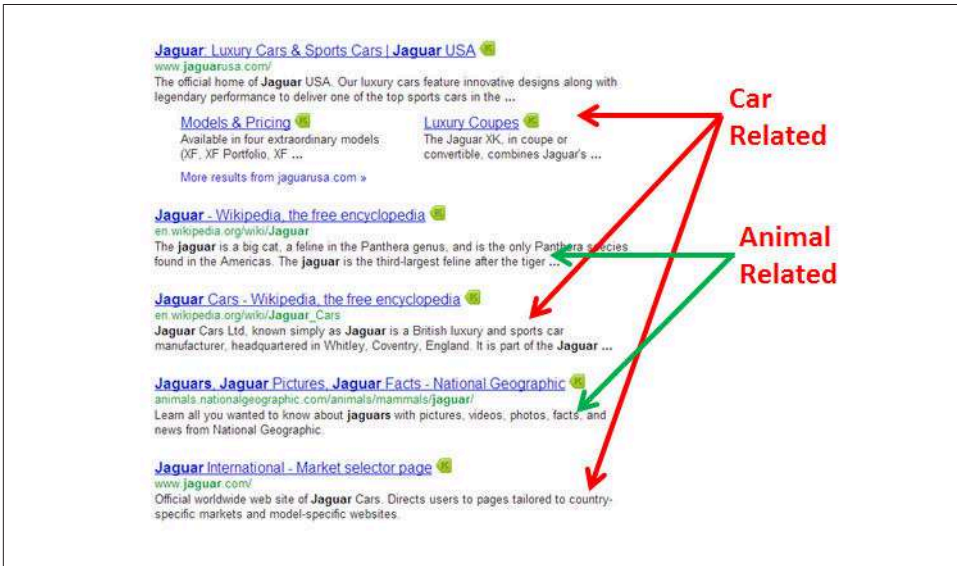 Jaguar: Luxury Cars & Sports Cars | Jaguar USA
www.jaguarusa.com/
The official home of Jaguar USA. Our luxury cars feature innovative designs along with
legendary performance to deliver one of the top sports cars in the ...
Models & Pricing
Available in four extraordinary models
(XF, XF Portfolio, XF ...
Luxury Coupes
The Jaguar XK, in coupe or
convertible, combines Jaguar's ...
More results from jaguarusa.com »
Jaguar - Wikipedia, the free encyclopedia
en.wikipedia.org/wiki/Jaguar
The jaguar is a big cat, a feline in the Panthera genus, and is the only Panthera species
found in the Americas. The jaguar is the third-largest feline after the tiger ...
Jaguar Cars - Wikipedia, the free encyclopedia
en.wikipedia.org/wiki/Jaguar_Cars
Jaguar Cars Ltd, known simply as Jaguar is a British luxury and sports car
manufacturer, headquartered in Whitley, Coventry, England. It is part of the Jaguar ...
Jaguars, Jaguar Pictures, Jaguar Facts - National Geographic
animals.nationalgeographic.com/animals/mammals/jaguar/
Learn all you wanted to know about jaguars with pictures, videos, photos, facts, and
news from National Geographic.
Jaguar International - Market selector page
www.jaguar.com/
Official worldwide web site of Jaguar Cars. Directs users to pages tailored to country-
specific markets and model-specific websites.
Car
Related
Animal
Related